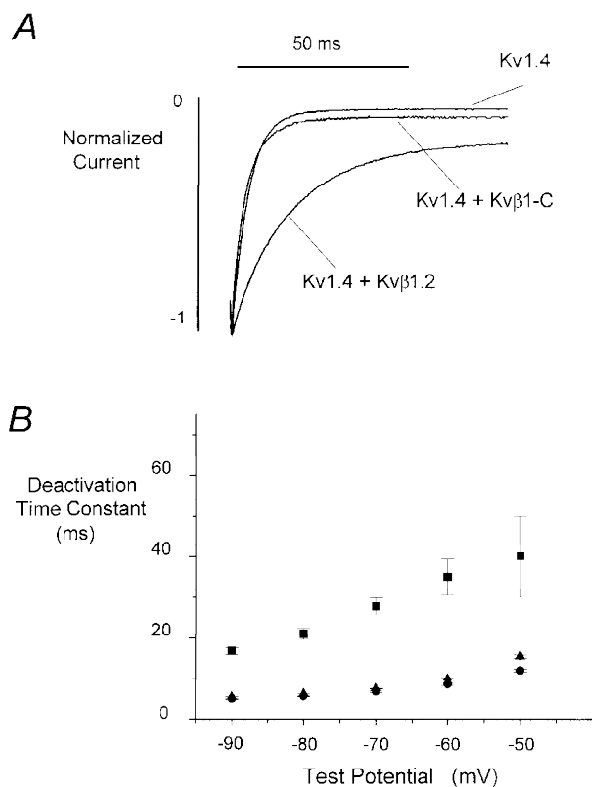 A
50 ms
Kv1.4
0
Normalized
Current
Kv1.4 + Kvβ1-C
Kv1.4 + Kvβ1.2
-1
B
60
Deactivation
Time Constant
(ms)
40
20
0
-90 -80 -70 -60 -50
Test Potential (mV)